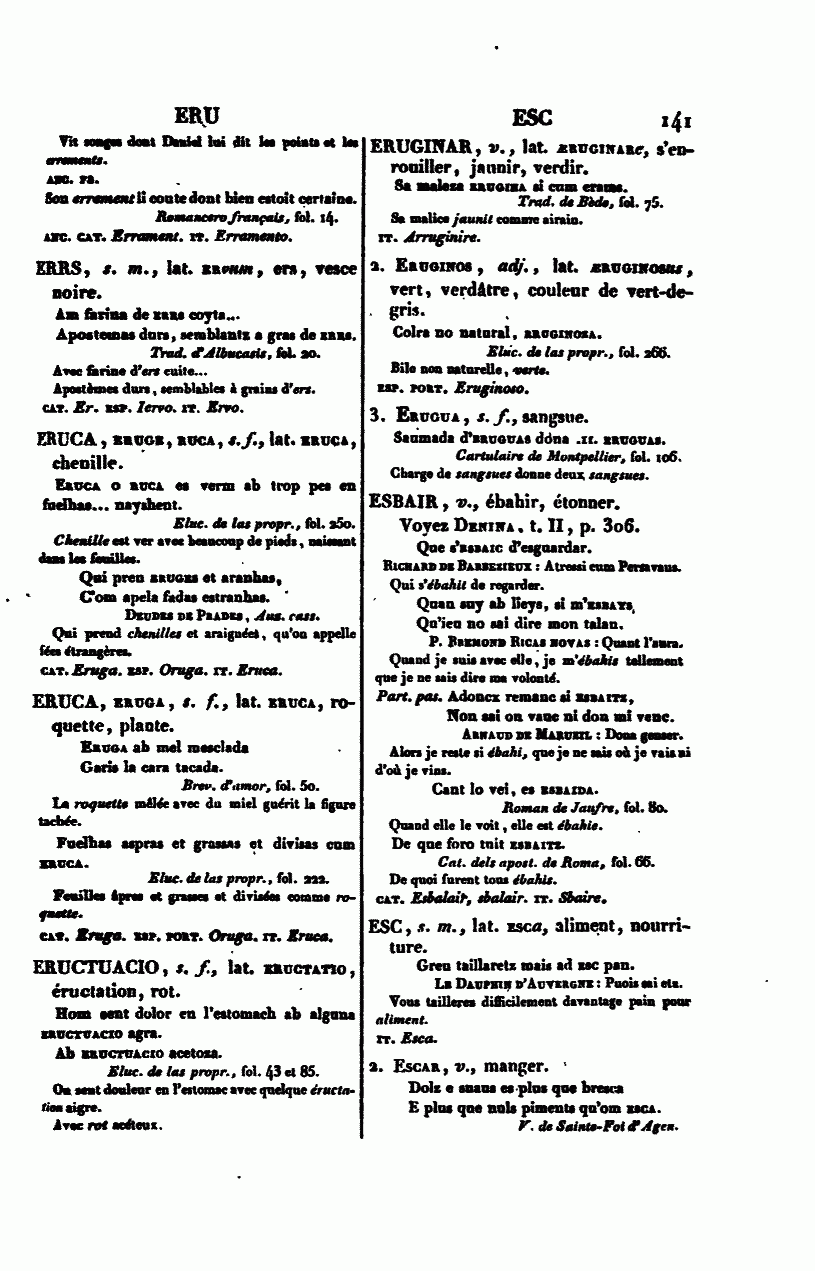 ERU
ESC 141
Vit songes dont Daniel lui dit les points et les
errements.
ANC. FR.
Son errement li conte dont bien estoit certaine.
Romancero français, fol. 14.
ANC. CAT. Errament. IT. Erramento.
ERRS, s. m., lat. ERVUM, ers, vesce
noire.
Am farina de ERRS coyta...
Apostemas durs, semblantz a gras de ERRS.
Trad. d'Albucasis, fol. 20.
Avec farine d'ers cuite...
Apostèmes durs, semblables à grains d'ers.
CAT. Er. ESP. Iervo. IT. Ervo.
ERUCA, ERUGE, RUCA, s. f., lat. ERUCA,
chenille.
ERUCA o RUCA es verm ab trop pes en
fuelhas... nayshent.
Eluc. de las propr., fol. 250.
Chenille est ver avec beaucoup de pieds, naissant
dans les feuilles.
Qui pren ERUGES et aranhas,
C'om apela fadas estranhas.
DEUDES DE PRADES, Aus. cass.
Qui prend chenilles et araignées, qu'on appelle
fées étrangères.
CAT. Eruga. ESP. Oruga. IT. Eruca.
ERUCA, ERUGA, s. f., lat. ERUCA, ro-
quette, plante.
ERUGA ab mel mesclada
Garis la cara tacada.
Brev. d'amor, fol. 50.
La roquette mêlée avec du miel guérit la figure
tachée.
Fuelhas aspras et grassas et divisas cum
ERUCA.
Eluc. de las propr., fol. 222.
Feuilles âpres et grasses et divisées comme ro-
quette.
CAT. Eruga. ESP. PORT. Oruga. IT. Eruca.
ERUCTUACIO, s. f., lat. ERUCTATIO,
éructation, rot.
Hom sent dolor en l'estomach ab alguna
ERUCTUACIO agra.
Ab ERUCTUACIO acetoza.
Eluc. de las propr., fol. 43 et 85.
On sent douleur en l'estomac avec quelque éructa-
tion aigre.
Avec rot acéteux.
ERUGINAR, v., lat. ÆRUGINARe, s'en-
rouiller, jaunir, verdir.
Sa maleza ERUGINA si cum erams.
Trad. de Bède, fol. 75.
Sa malice jaunit comme airain.
IT. Arruginire.
2. ERUGINOS, adj., lat. ÆRUGINOSUS,
vert, verdâtre, couleur de vert-de-
gris.
Colra no natural, ERUGINOSA.
Eluc. de las propr., fol. 266.
Bile non naturelle, verte.
ESP. PORT. Eruginoso.
3. ERUGUA, s. f., sangsue.
Saumada d'ERUGUAS dona .II. ERUGUAS.
Cartulaire de Montpellier, fol. 106.
Charge de sangsues donne deux sangsues.
ESBAIR, v., ébahir, étonner.
Voyez DENINA, t. II, p. 306.
Que s'ESBAIC d'esguardar.
RICHARD DE BARBEZIEUX : Atressi cum Persavaus.
Qui s'ébahit de regarder.
Quan suy ab lieys, si m'ESBAYS,
Qu'ieu no sai dire mon talan.
P. BREMOND RICAS NOVAS : Quant l'aura.
Quand je suis avec elle, je m'ébahis tellement
que je ne sais dire ma volonté.
Part. pas. Adoncx remanc si ESBAITZ,
Non sai on vauc ni don mi venc.
ARNAUD DE MARUEIL : Dona genser.
Alors je reste si ébahi, que je ne sais où je vais ni
d'où je vins.
Cant lo vei, es ESBAIDA.
Roman de Jaufre, fol. 80.
Quand elle le voit, elle est ébahie.
De que foro tuit ESBAITZ.
Cat. dels apost. de Roma, fol. 66.
De quoi furent tous ébahis.
CAT. Esbalair, sbalair. IT. Sbaire.
ESC, s. m., lat. ESCa, aliment, nourri-
ture.
Greu taillaretz mais ad ESC pan.
LE DAUPHIN D'AUVERGNE : Puois sai etz.
Vous taillerez difficilement davantage pain pour
aliment.
IT. Esca.
2. ESCAR, v., manger.
Dolz e suaus es plus que bresca
E plus que nuls piments qu'om ESCA.
V. de Sainte-Foi d'Agen.